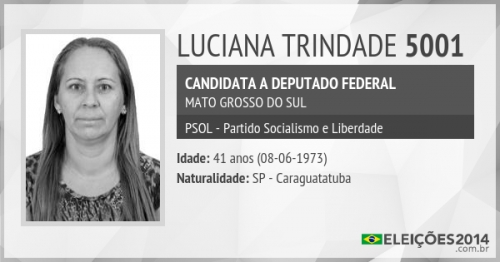 LUCIANA TRINDADE 5001
CANDIDATA A DEPUTADO FEDERAL
MATO GROSSO DO SUL
PSOL - Partido Socialismo e Liberdade
Idade: 41 anos (08-06-1973)
Naturalidade: SP - Caraguatatuba
ELEIÇÕES2014
.com.br